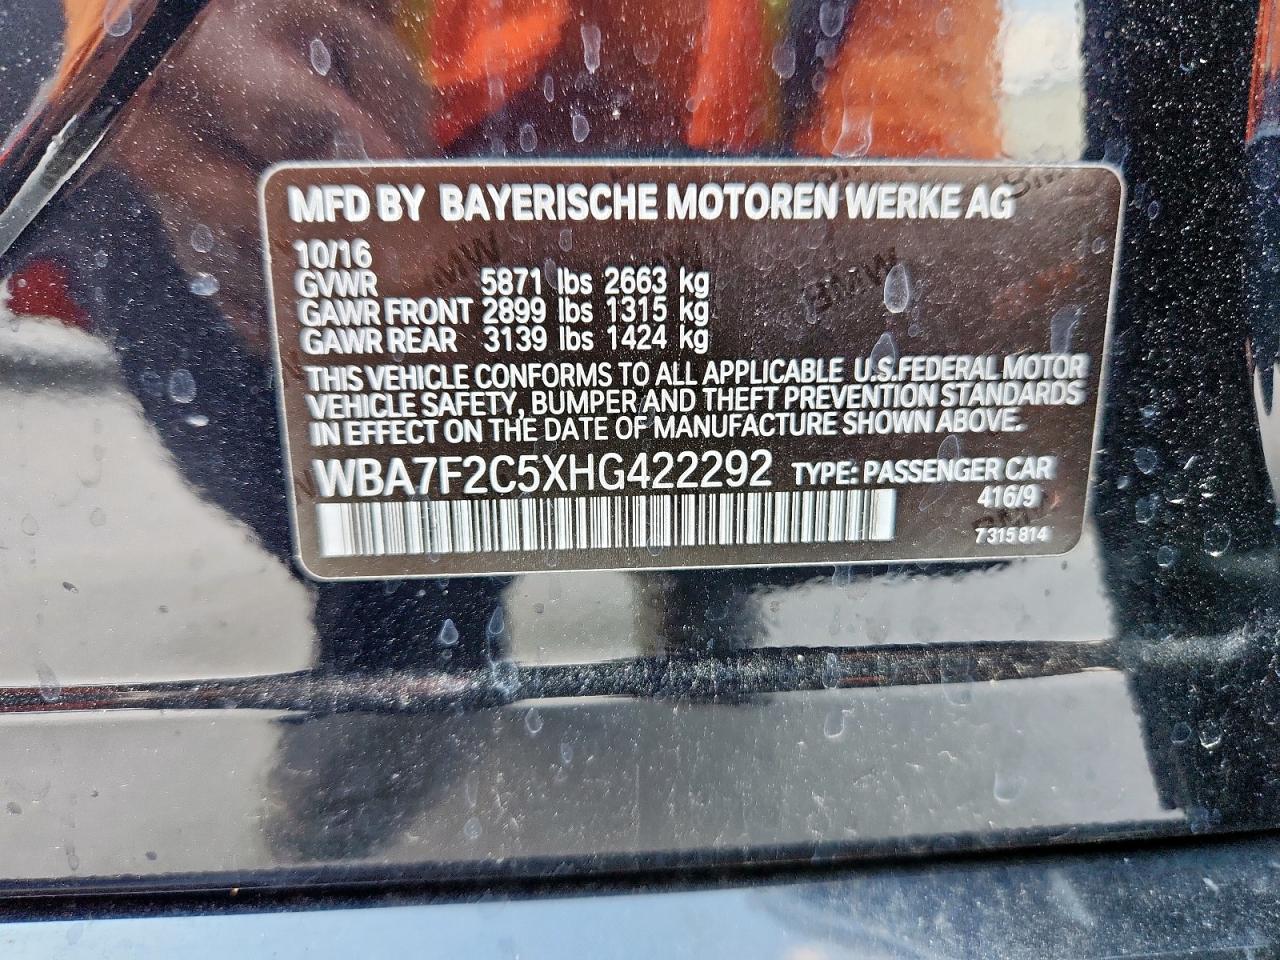 MFD BY BAYERISCHE MOTOREN WERKE AG
10/16
GVWR 5871 lbs 2663 kg
GAWR FRONT 2899 lbs 1315 kg
GAWR REAR 3139 lbs 1424 kg
THIS VEHICLE CONFORMS TO ALL APPLICABLE U.S.FEDERAL MOTOR
VEHICLE SAFETY, BUMPER AND THEFT PREVENTION STANDARDS
IN EFFECT ON THE DATE OF MANUFACTURE SHOWN ABOVE.
WBA7F2C5XHG422292 TYPE: PASSENGER CAR
416/9
7 315 814